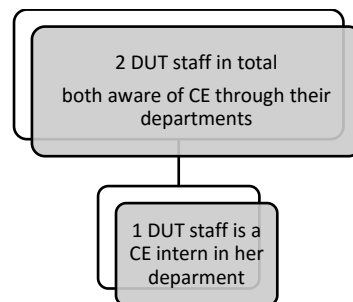 2 DUT staff in total
both aware of CE through their
departments
1 DUT staff is a
CE intern in her
deparment